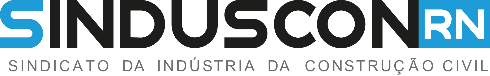 SINDUSCON RN
SINDICATO DA INDÚSTRIA DA CONSTRUÇÃO CIVIL